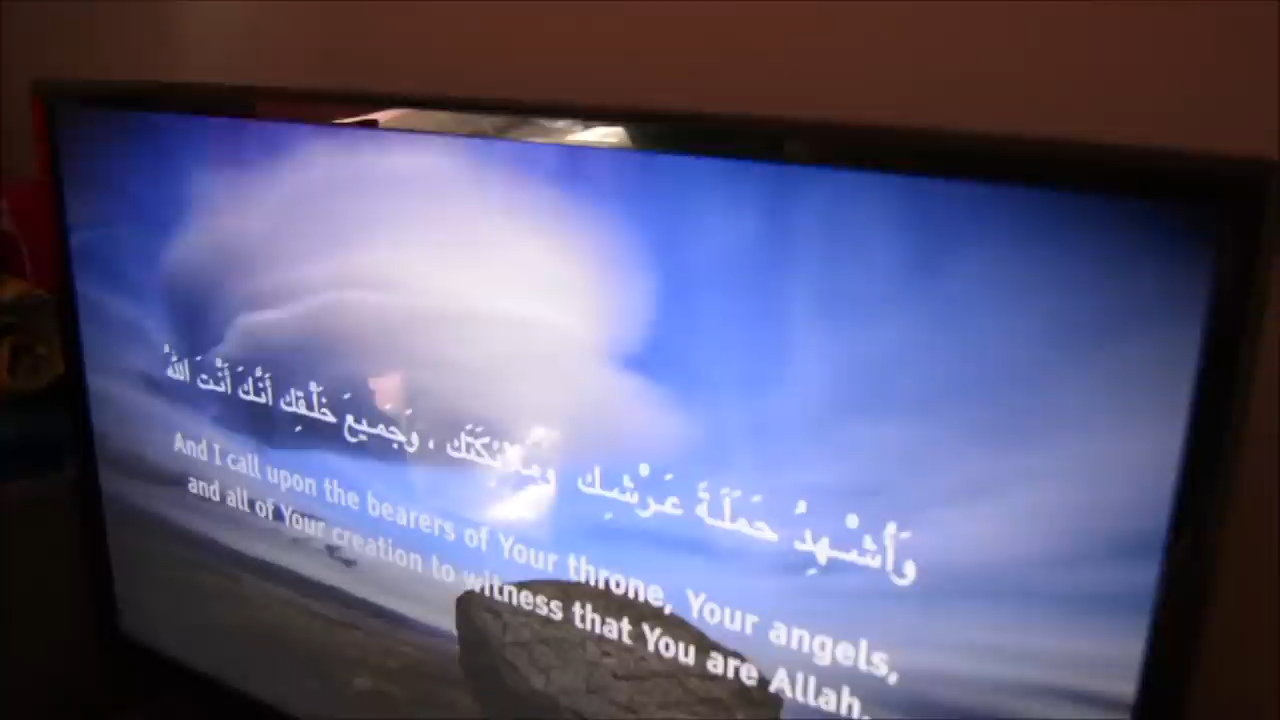 وَأُشْهِدُ حَمَلَةَ عَرْشِكِ وَمَلَائِكَتَكَ ، وَجَمِيعَ خَلْقِكِ أَنَّكَ أَنْتَ اللهُ
And I call upon the bearers of Your throne, Your angels,
and all of Your creation to witness that You are Allah,